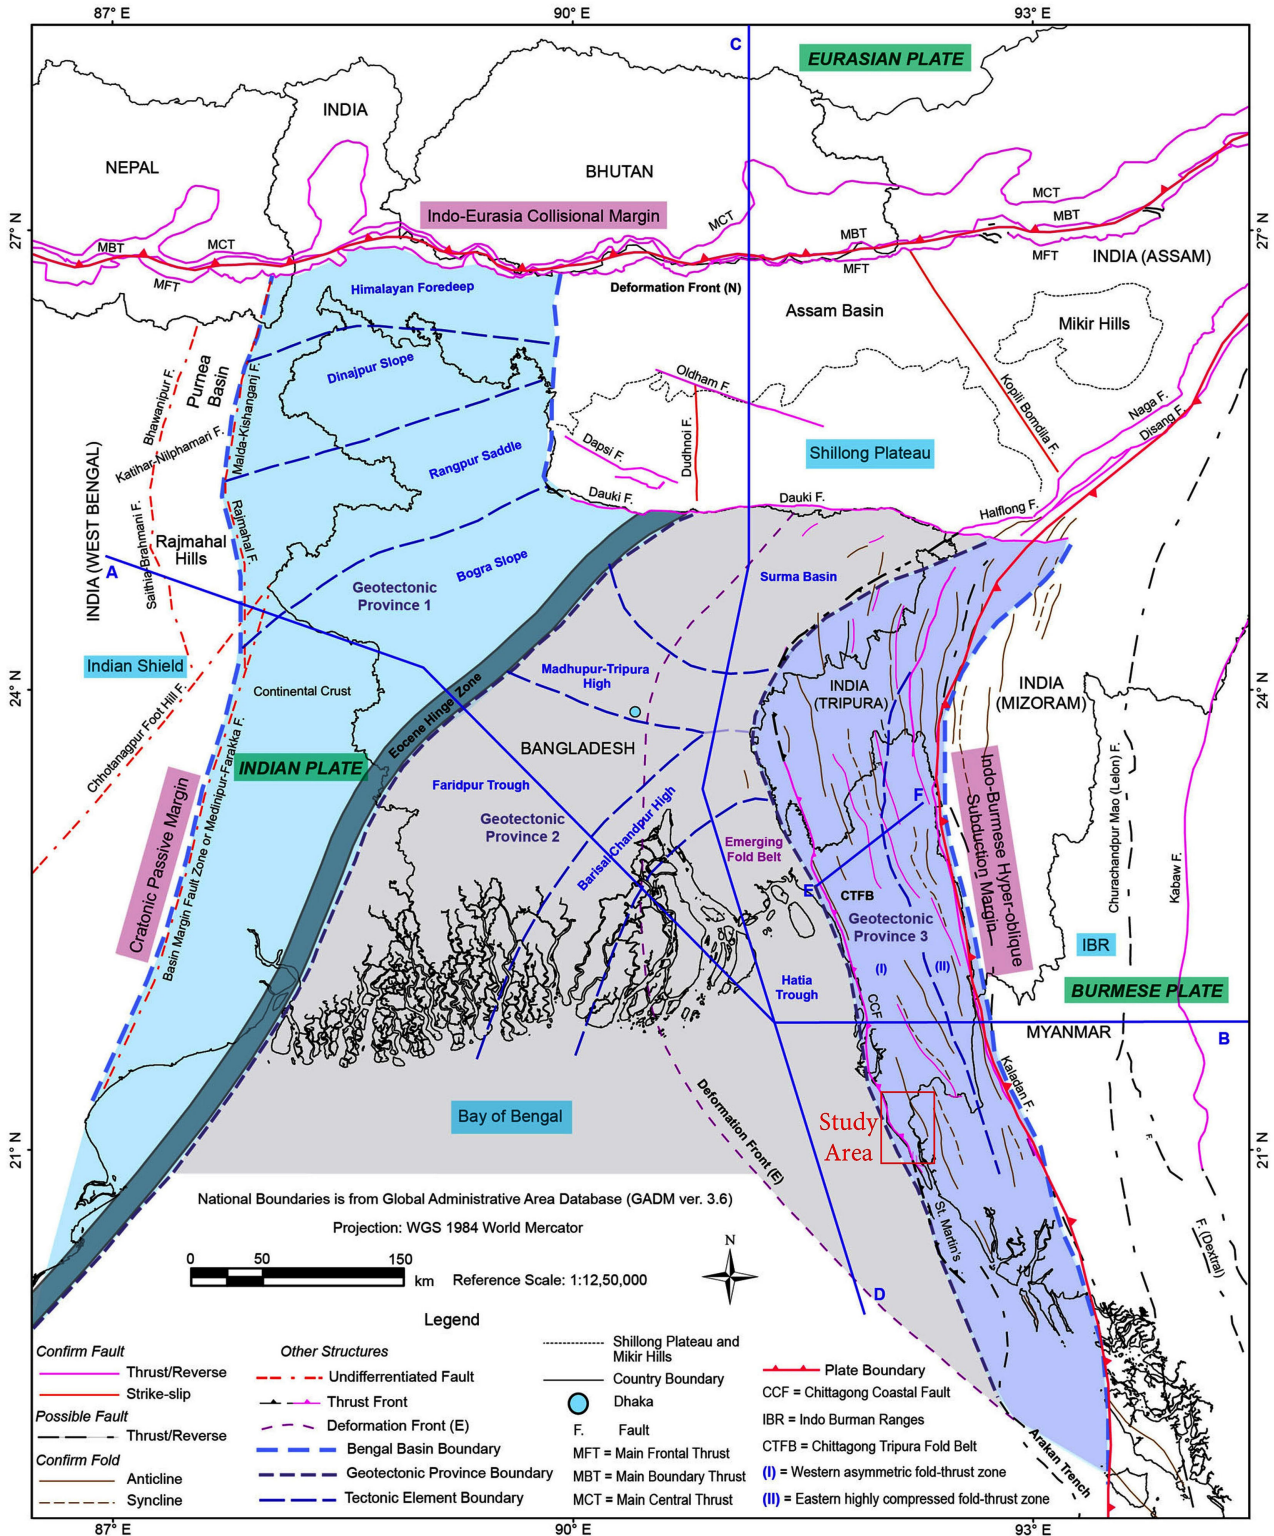 87° E
90° E
93° E
C
EURASIAN PLATE
INDIA
NEPAL
BHUTAN
MCT
MBT
MFT
Indo-Eurasia Collisional Margin
MCT
27° N
MBT
MCT
MFT
MBT
MFT
27° N
INDIA (ASSAM)
Himalayan Foredeep
Deformation Front (N)
Assam Basin
Mikir Hills
Dinajpur Slope
Purnea
Basin
Bhawanipur F.
Malda-Kishanganj F.
Oldham F.
Kopili Bomdila F.
Naga F.
Disang F.
Katihar Nilphamari F.
Rangpur Saddle
Dapsi F.
Dudhnoi F.
Shillong Plateau
Dauki F.
Dauki F.
Halflong F.
INDIA (WEST BENGAL)
Saithia-Brahmani F.
Rajmahal
Hills
Rajmahal F.
A
Bogra Slope
Geotectonic
Province 1
Surma Basin
Indian Shield
Continental Crust
Madhupur-Tripura
High
INDIA
(TRIPURA)
INDIA
(MIZORAM)
24° N
24° N
Chhotanagpur Foot Hill F.
Eocene Hinge Zone
BANGLADESH
INDIAN PLATE
Faridpur Trough
Geotectonic
Province 2
Barisal-Chandpur High
Emerging
Fold Belt
F
E
CTFB
Geotectonic
Province 3
(I)
(II)
Cratonic Passive Margin
Basin Margin Fault Zone or Medinipur-Farakka F.
Indo-Burmese Hyper-oblique
Subduction Margin
Churachandpur Mao (Lelon) F.
Kabaw F.
IBR
BURMESE PLATE
Hatia
Trough
CCF
MYANMAR
B
Kaladan F.
Bay of Bengal
Deformation Front (E)
Study
Area
21° N
21° N
F.
F. (Dextral)
St. Martin's
National Boundaries is from Global Administrative Area Database (GADM ver. 3.6)
Projection: WGS 1984 World Mercator
0 50 150
km
Reference Scale: 1:12,50,000
N
D
Arakan Trench
Legend
Confirm Fault
Thrust/Reverse
Strike-slip
Possible Fault
Thrust/Reverse
Confirm Fold
Anticline
Syncline
Other Structures
Undifferentiated Fault
Thrust Front
Deformation Front (E)
Bengal Basin Boundary
Geotectonic Province Boundary
Tectonic Element Boundary
Shillong Plateau and
Mikir Hills
Country Boundary
Dhaka
F. Fault
MFT = Main Frontal Thrust
MBT = Main Boundary Thrust
MCT = Main Central Thrust
Plate Boundary
CCF = Chittagong Coastal Fault
IBR = Indo Burman Ranges
CTFB = Chittagong Tripura Fold Belt
(I) = Western asymmetric fold-thrust zone
(II) = Eastern highly compressed fold-thrust zone
87° E
90° E
93° E